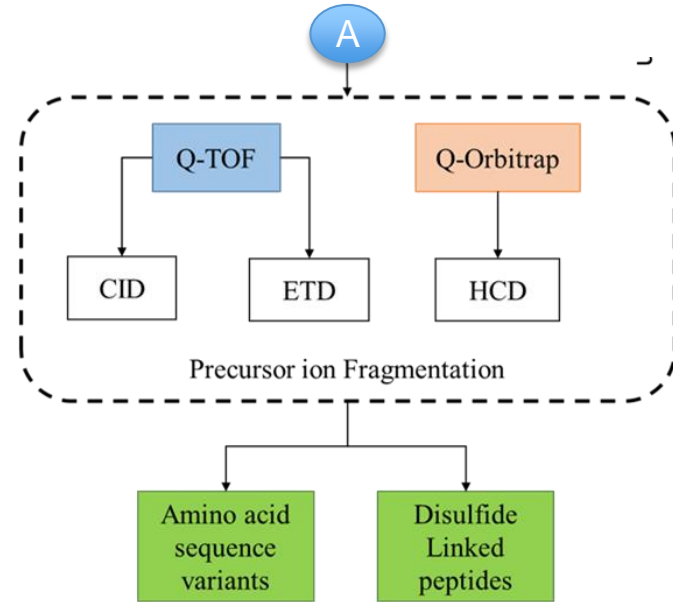 A
Q-TOF
Q-Orbitrap
CID
ETD
HCD
Precursor ion Fragmentation
Amino acid
sequence
variants
Disulfide
Linked
peptides